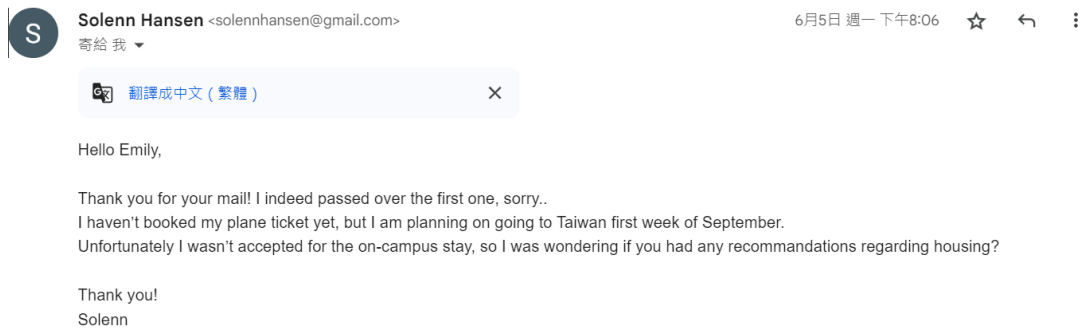 S
Solenn Hansen <solennhansen@gmail.com>
6月5日 週一 下午8:06
寄給 我
翻譯成中文 ( 繁體 )
Hello Emily,
Thank you for your mail! I indeed passed over the first one, sorry..
I haven't booked my plane ticket yet, but I am planning on going to Taiwan first week of September.
Unfortunately I wasn't accepted for the on-campus stay, so I was wondering if you had any recommandations regarding housing?
Thank you!
Solenn